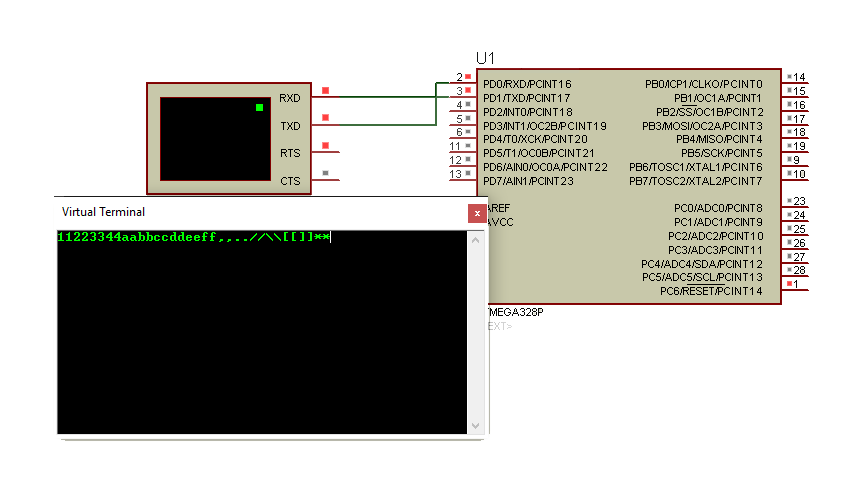 U1
RXD
TXD
RTS
CTS
2
3
4
5
6
11
12
13
PD0/RXD/PCINT16
PD1/TXD/PCINT17
PD2/INT0/PCINT18
PD3/INT1/OC2B/PCINT19
PD4/T0/XCK/PCINT20
PD5/T1/OC0B/PCINT21
PD6/AIN0/OC0A/PCINT22
PD7/AIN1/PCINT23
AREF
AVCC
PB0/ICP1/CLKO/PCINT0
PB1/OC1A/PCINT1
PB2/SS/OC1B/PCINT2
PB3/MOSI/OC2A/PCINT3
PB4/MISO/PCINT4
PB5/SCK/PCINT5
PB6/TOSC1/XTAL1/PCINT6
PB7/TOSC2/XTAL2/PCINT7
PC0/ADC0/PCINT8
PC1/ADC1/PCINT9
PC2/ADC2/PCINT10
PC3/ADC3/PCINT11
PC4/ADC4/SDA/PCINT12
PC5/ADC5/SCL/PCINT13
PC6/RESET/PCINT14
14
15
16
17
18
19
9
10
23
24
25
26
27
28
1
TMEGA328P
EXT>
Virtual Terminal
x
11223344aabbccddeeff,,..//\\[[]]**